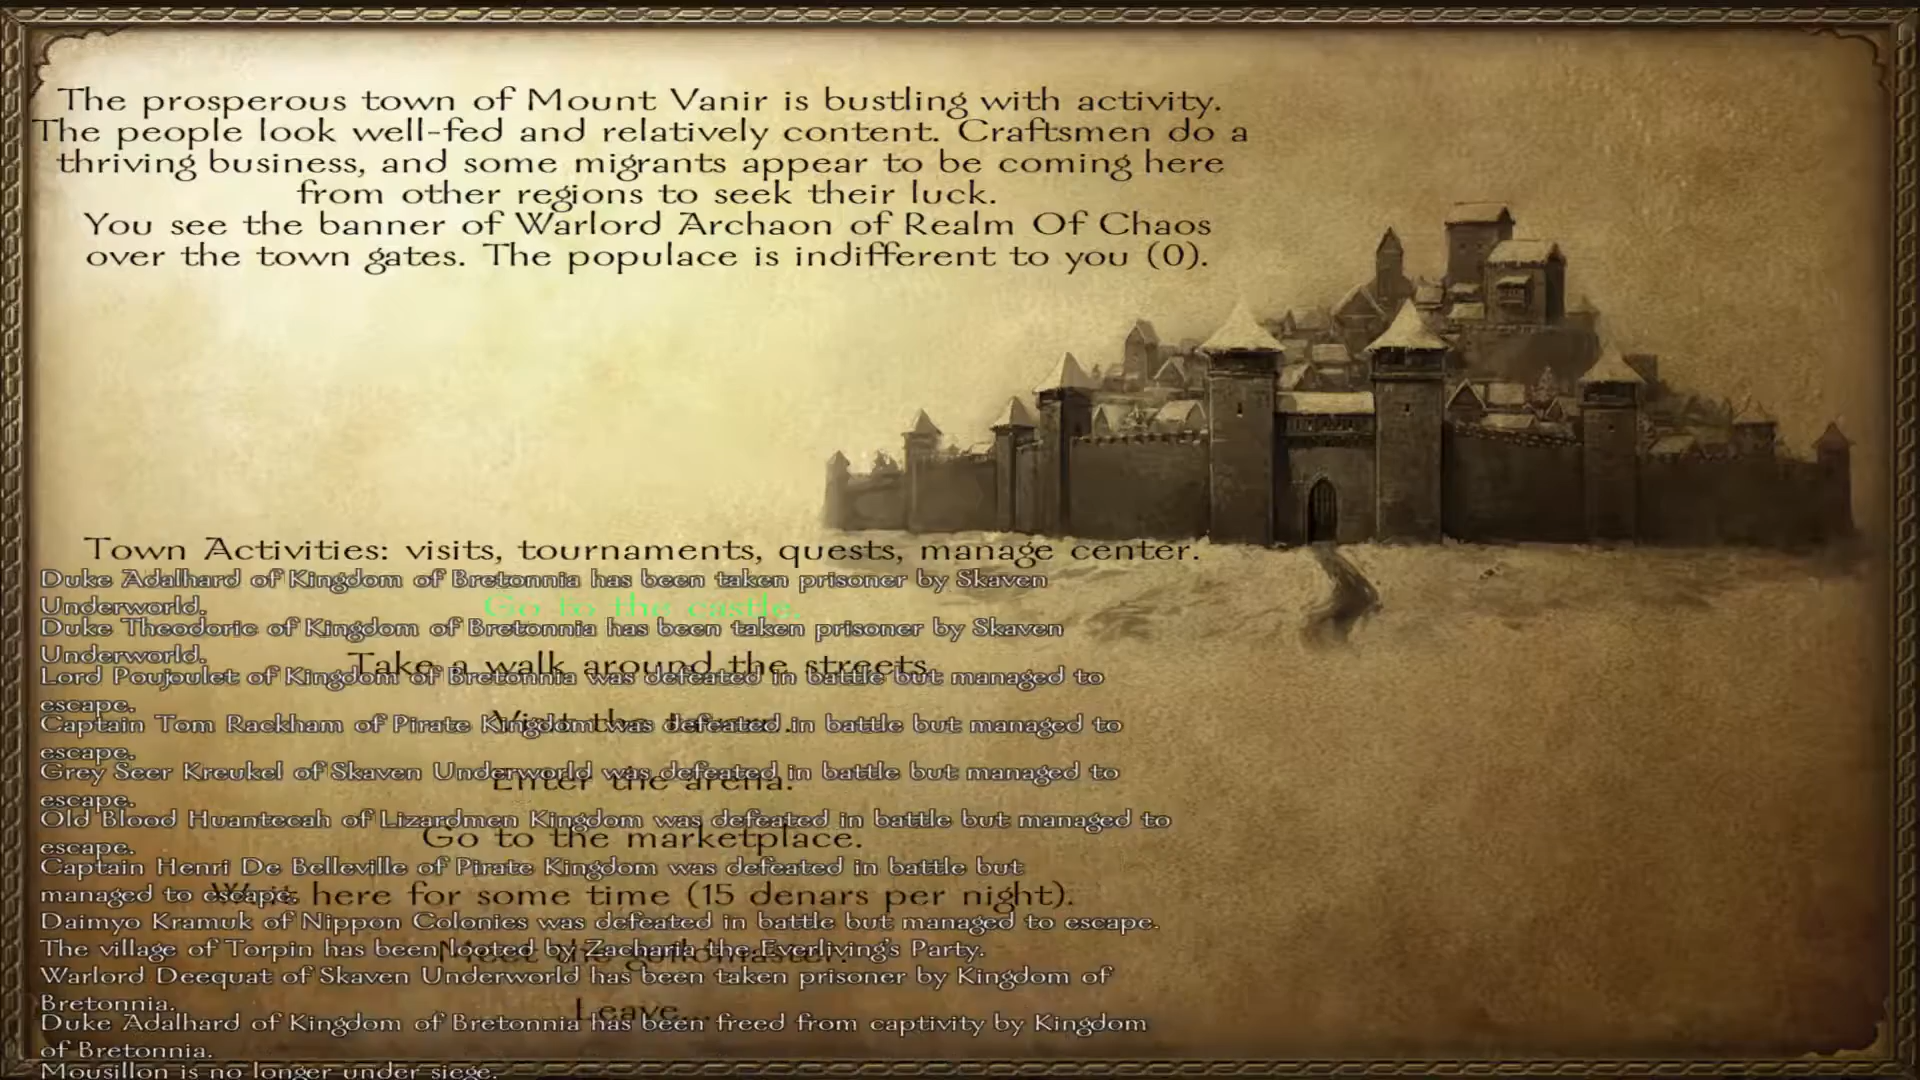 The prosperous town of Mount Vanir is bustling with activity.
The people look well-fed and relatively content. Craftsmen do a
thriving business, and some migrants appear to be coming here
from other regions to seek their luck.
You see the banner of Warlord Archaon of Realm Of Chaos
over the town gates. The populace is indifferent to you (0).
Town Activities: visits, tournaments, quests, manage center.
Duke Adalhard of Kingdom of Bretonnia has been taken prisoner by Skaven
Underworld.
Go to the castle.
Duke Theodoric of Kingdom of Bretonnia has been taken prisoner by Skaven
Underworld.
Take a walk around the streets.
Lord Poujoulet of Kingdom of Bretonnia was defeated in battle but managed to
escape.
Captain Tom Rackham of Pirate Kingdom was defeated in battle but managed to
Visit the tavern.
escape.
Grey Seer Kreukel of Skaven Underworld was defeated in battle but managed to
Enter the arena.
escape.
Old Blood Huantecah of Lizardmen Kingdom was defeated in battle but managed to
Go to the marketplace.
escape.
Captain Henri De Belleville of Pirate Kingdom was defeated in battle but
managed to escape.
Wait here for some time (15 denars per night).
Daimyo Kramuk of Nippon Colonies was defeated in battle but managed to escape.
The village of Torpin has been looted by Zacharia the Everliving's Party.
Meet the guildmaster.
Warlord Deequat of Skaven Underworld has been taken prisoner by Kingdom of
Bretonnia.
Leave...
Duke Adalhard of Kingdom of Bretonnia has been freed from captivity by Kingdom
of Bretonnia.
Mousillon is no longer under siege.